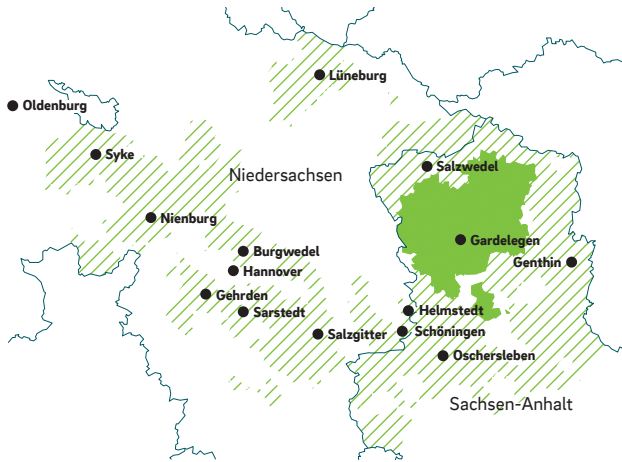 Lüneburg
Oldenburg
Syke
Salzwedel
Niedersachsen
Nienburg
Gardelegen
Burgwedel
Genthin
Hannover
Gehrden
Helmstedt
Sarstedt
Schöningen
Salzgitter
Oschersleben
Sachsen-Anhalt